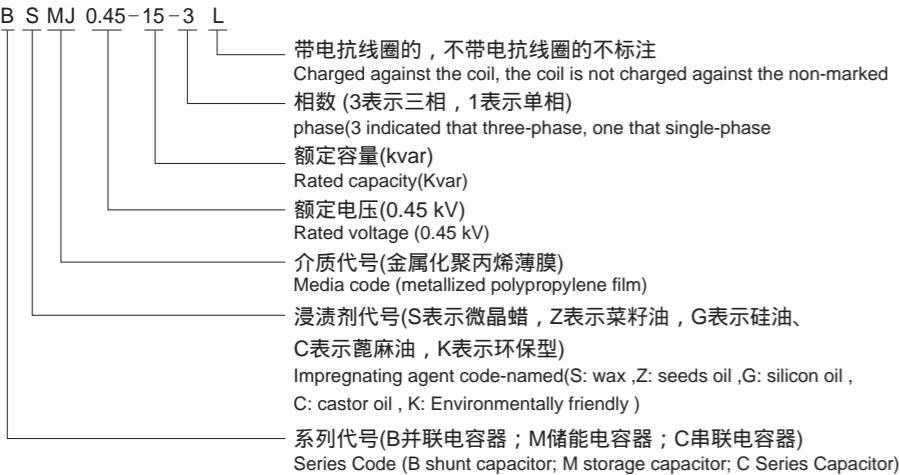 B S MJ 0.45-15-3 L
带电抗线圈的，不带电抗线圈的不标注
Charged against the coil, the coil is not charged against the non-marked
相数 (3表示三相，1表示单相)
phase(3 indicated that three-phase, one that single-phase
额定容量(kvar)
Rated capacity(Kvar)
额定电压(0.45 kV)
Rated voltage (0.45 kV)
介质代号(金属化聚丙烯薄膜)
Media code (metallized polypropylene film)
浸渍剂代号(S表示微晶蜡，Z表示菜籽油，G表示硅油、
C表示蓖麻油，K表示环保型)
Impregnating agent code-named(S: wax ,Z: seeds oil ,G: silicon oil ,
C: castor oil , K: Environmentally friendly )
系列代号(B并联电容器；M储能电容器；C串联电容器)
Series Code (B shunt capacitor; M storage capacitor; C Series Capacitor)